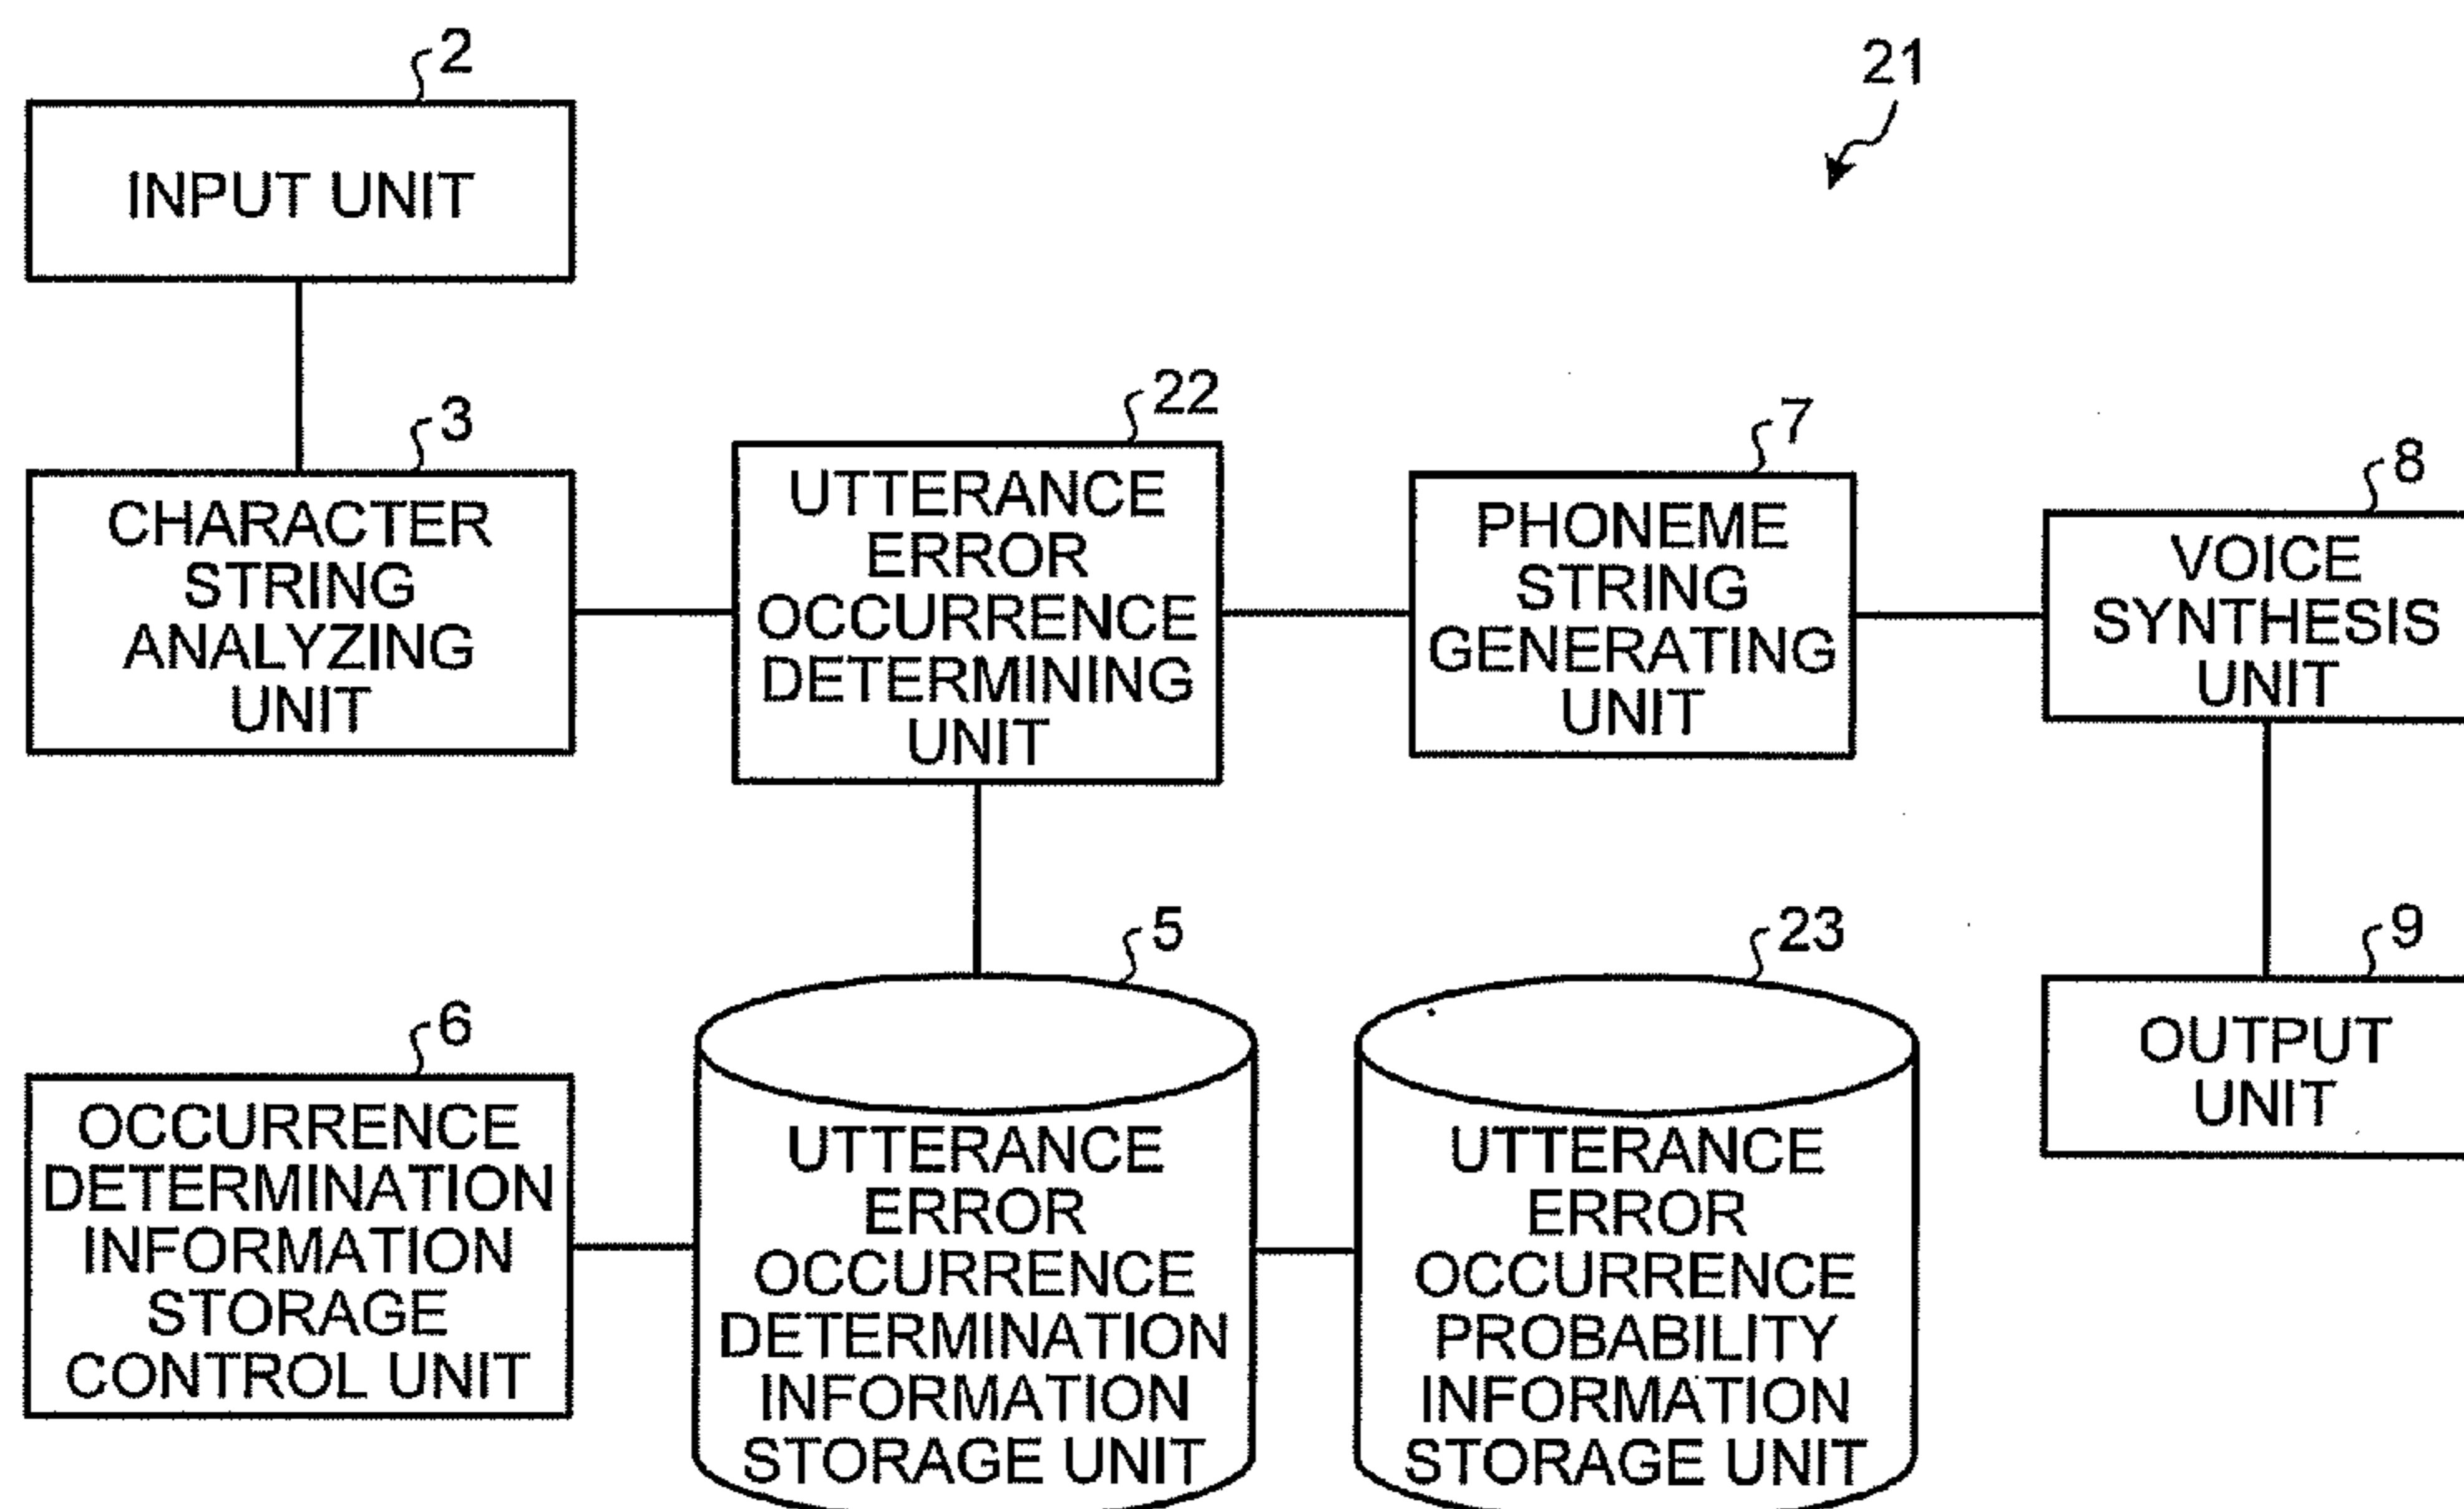 2
21
INPUT UNIT
3
CHARACTER
STRING
ANALYZING
UNIT
22
UTTERANCE
ERROR
OCCURRENCE
DETERMINING
UNIT
7
PHONEME
STRING
GENERATING
UNIT
8
VOICE
SYNTHESIS
UNIT
6
OCCURRENCE
DETERMINATION
INFORMATION
STORAGE
CONTROL UNIT
5
UTTERANCE
ERROR
OCCURRENCE
DETERMINATION
INFORMATION
STORAGE UNIT
23
UTTERANCE
ERROR
OCCURRENCE
PROBABILITY
INFORMATION
STORAGE UNIT
9
OUTPUT
UNIT